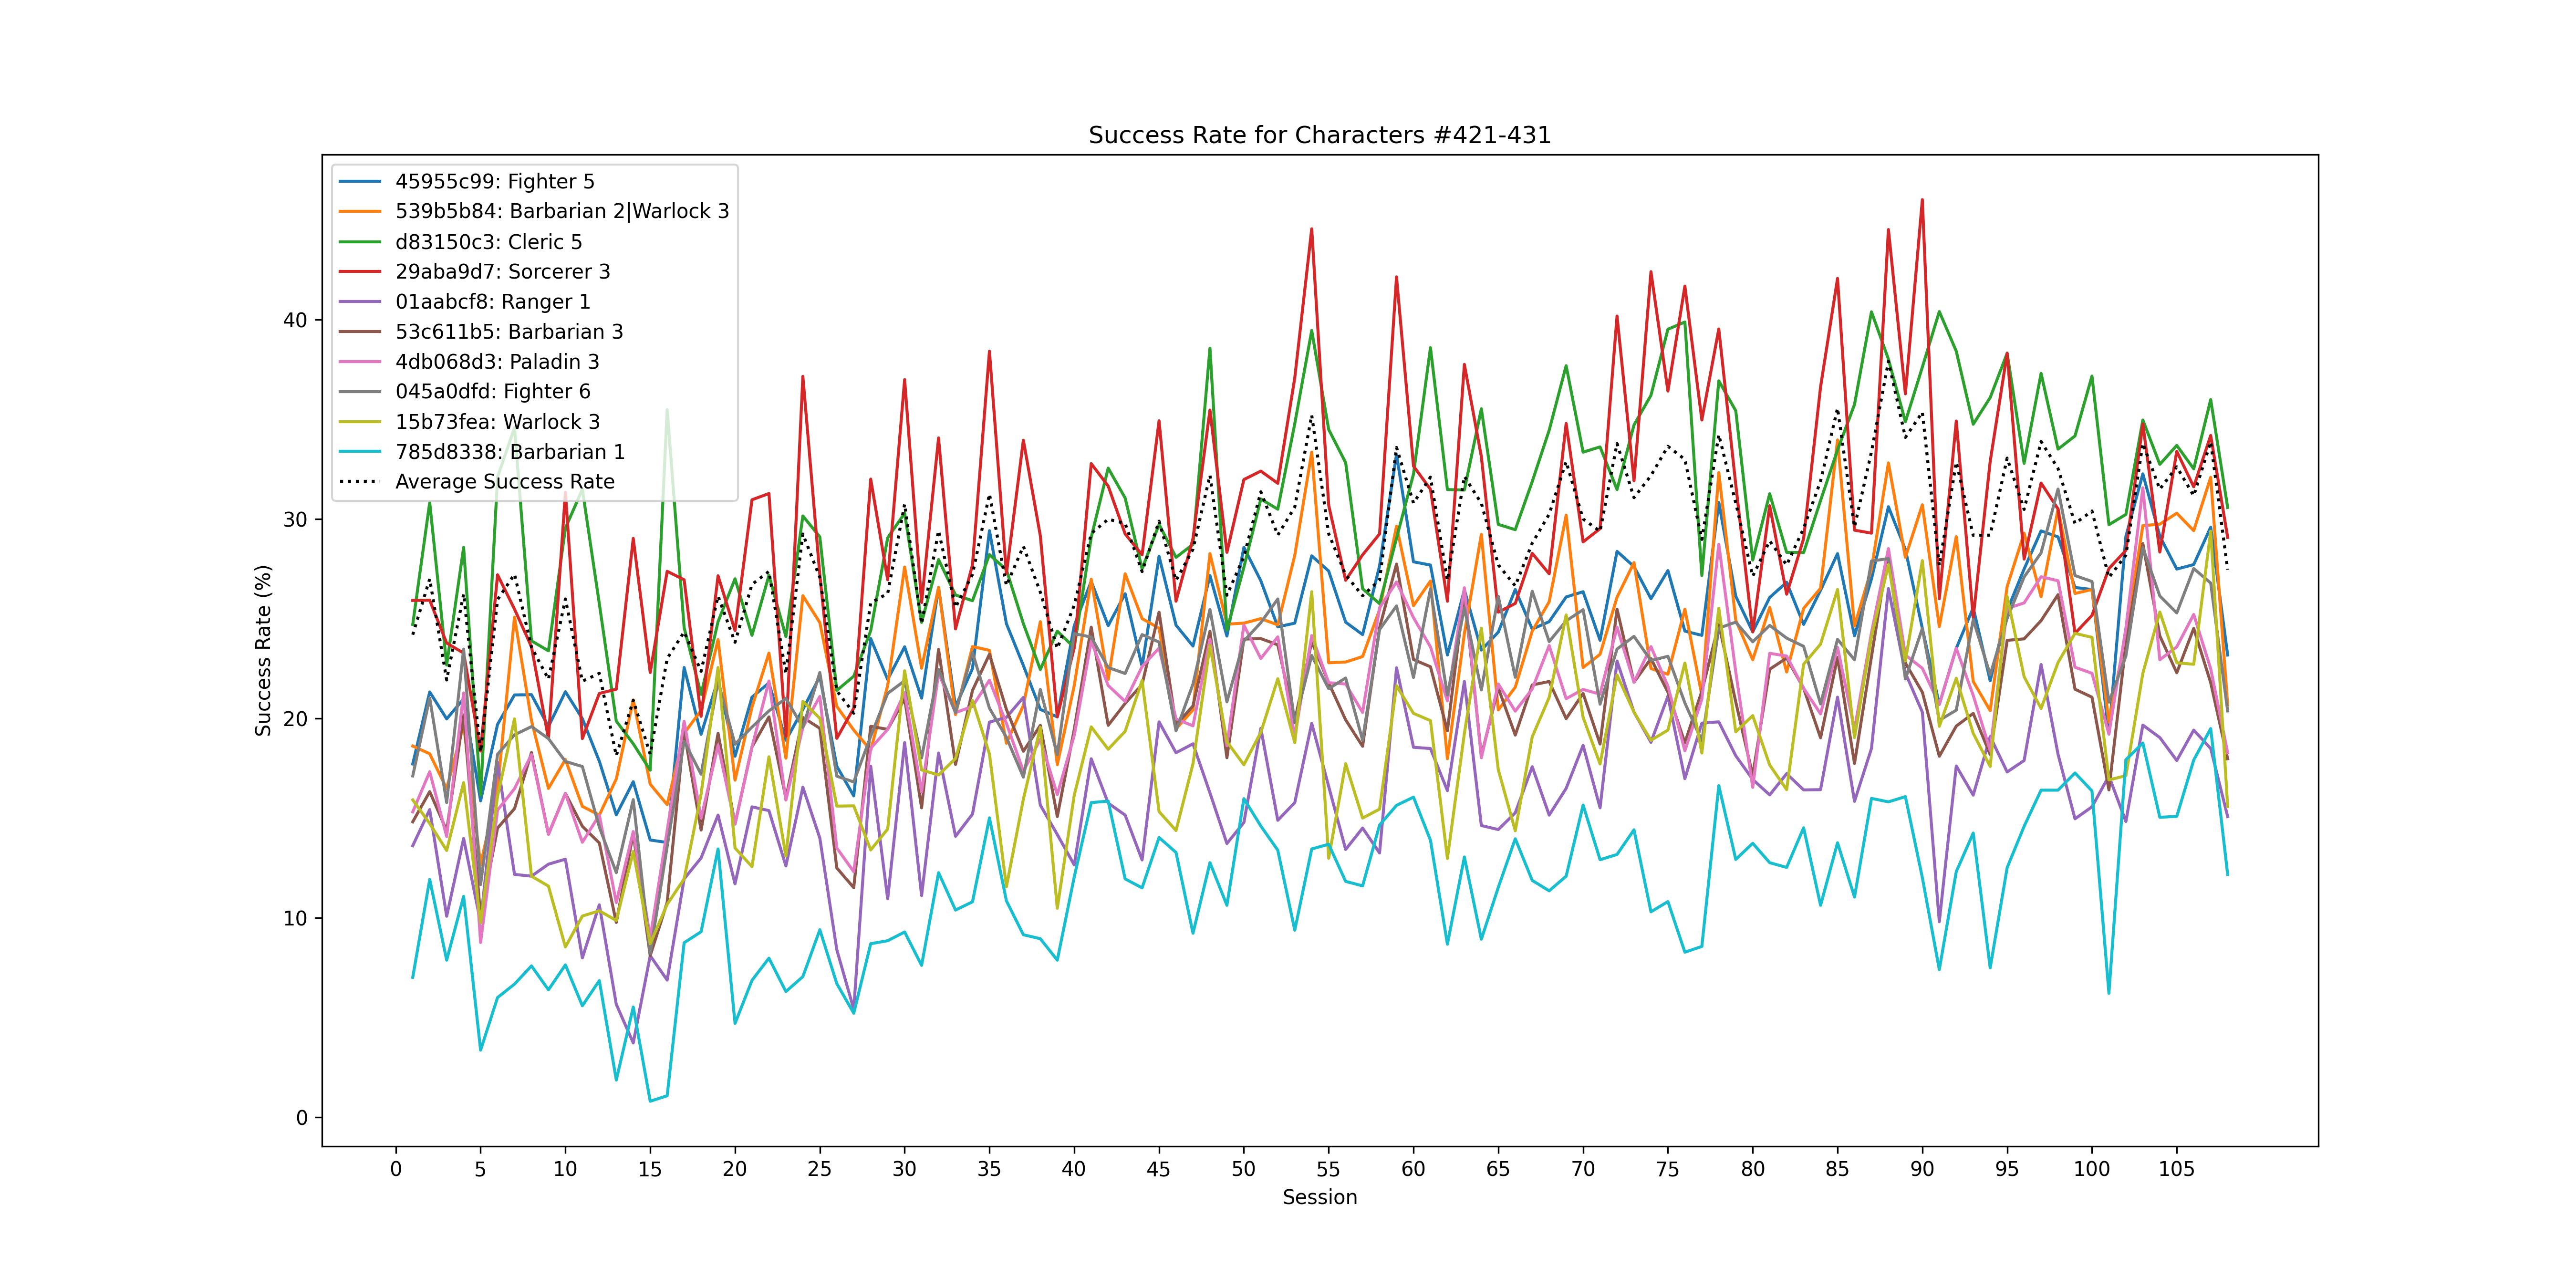 Success Rate for Characters #421-431
45955c99: Fighter 5
539b5b84: Barbarian 2|Warlock 3
d83150c3: Cleric 5
29aba9d7: Sorcerer 3
01aabcf8: Ranger 1
53c611b5: Barbarian 3
4db068d3: Paladin 3
045a0dfd: Fighter 6
15b73fea: Warlock 3
785d8338: Barbarian 1
Average Success Rate
Success Rate (%)
40
30
20
10
0
0 5 10 15 20 25 30 35 40 45 50 55 60 65 70 75 80 85 90 95 100 105
Session